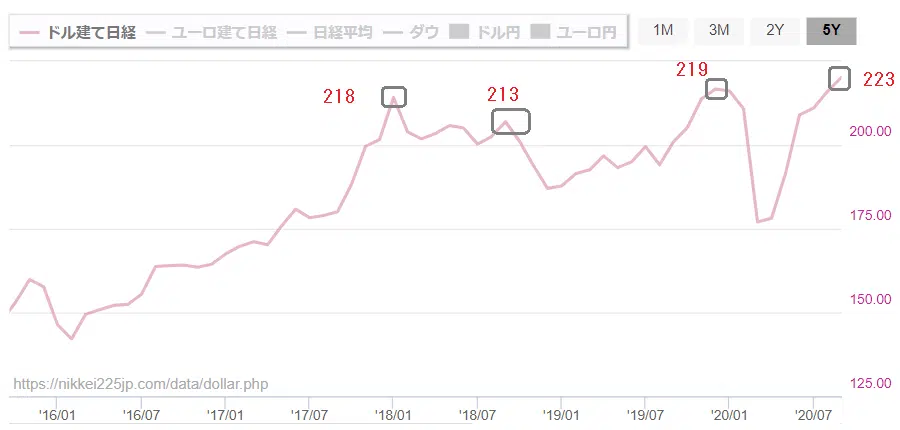 ドル建て日経 ユーロ建て日経 日経平均 ダウ ドル円 ユーロ円 1M 3M 2Y 5Y
219
223
218
213
200.00
175.00
150.00
https://nikkei225jp.com/data/dollar.php
125.00
'16/01 '16/07 '17/01 '17/07 '18/01 '18/07 '19/01 '19/07 '20/01 '20/07